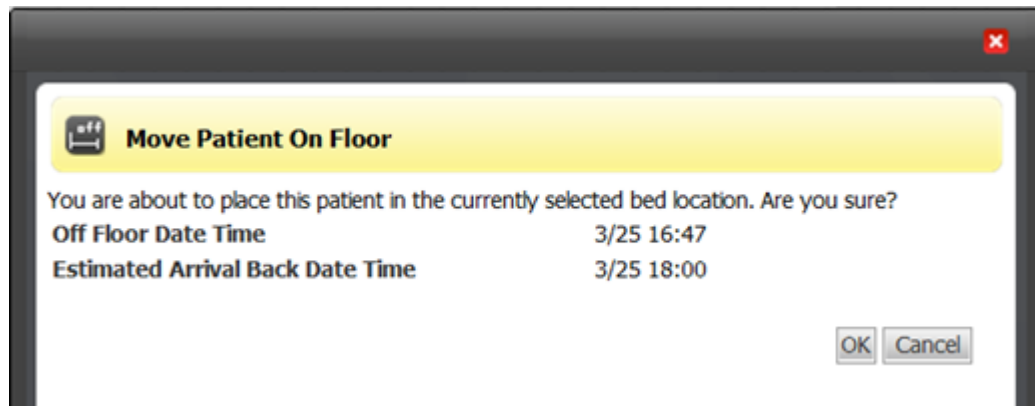 off
Move Patient On Floor
You are about to place this patient in the currently selected bed location. Are you sure?
Off Floor Date Time 3/25 16:47
Estimated Arrival Back Date Time 3/25 18:00
OK Cancel